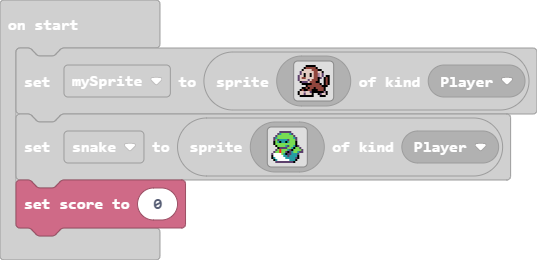 on start
set mySprite to sprite of kind Player
set snake to sprite of kind Player
set score to 0